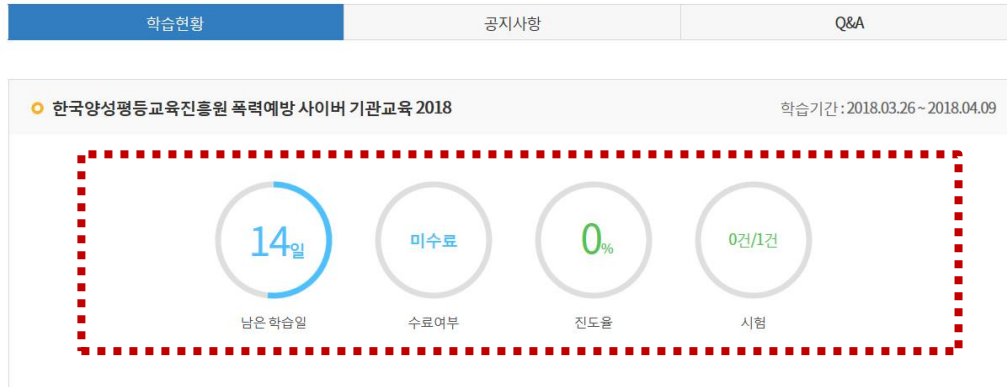 학습현황 공지사항 Q&A
한국양성평등교육진흥원 폭력예방 사이버 기관교육 2018 학습기간 : 2018.03.26 ~ 2018.04.09
14일 미수료 0% 0건/1건
남은 학습일 수료여부 진도율 시험